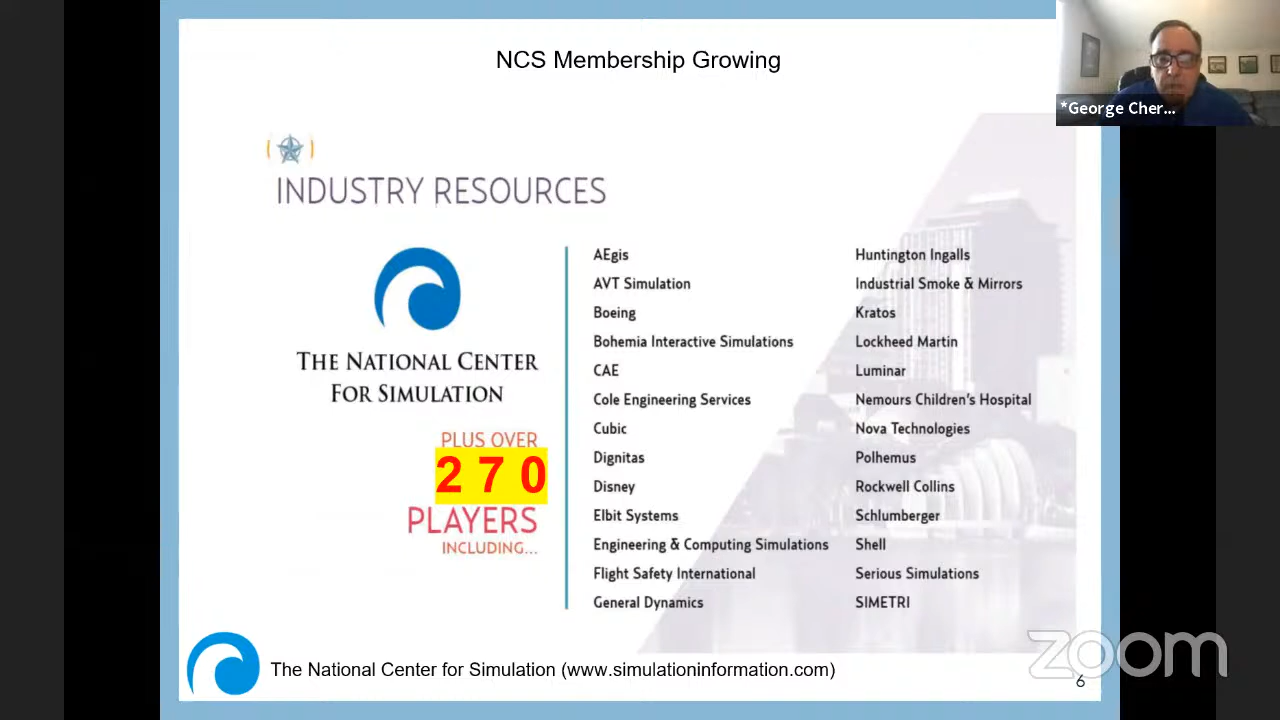 NCS Membership Growing
*George Cher...
INDUSTRY RESOURCES
THE NATIONAL CENTER
FOR SIMULATION
PLUS OVER
2 7 0
PLAYERS
INCLUDING...
AEgis
AVT Simulation
Boeing
Bohemia Interactive Simulations
CAE
Cole Engineering Services
Cubic
Dignitas
Disney
Elbit Systems
Engineering & Computing Simulations
Flight Safety International
General Dynamics
Huntington Ingalls
Industrial Smoke & Mirrors
Kratos
Lockheed Martin
Luminar
Nemours Children's Hospital
Nova Technologies
Polhemus
Rockwell Collins
Schlumberger
Shell
Serious Simulations
SIMETRI
The National Center for Simulation (www.simulationinformation.com)
6
zoom